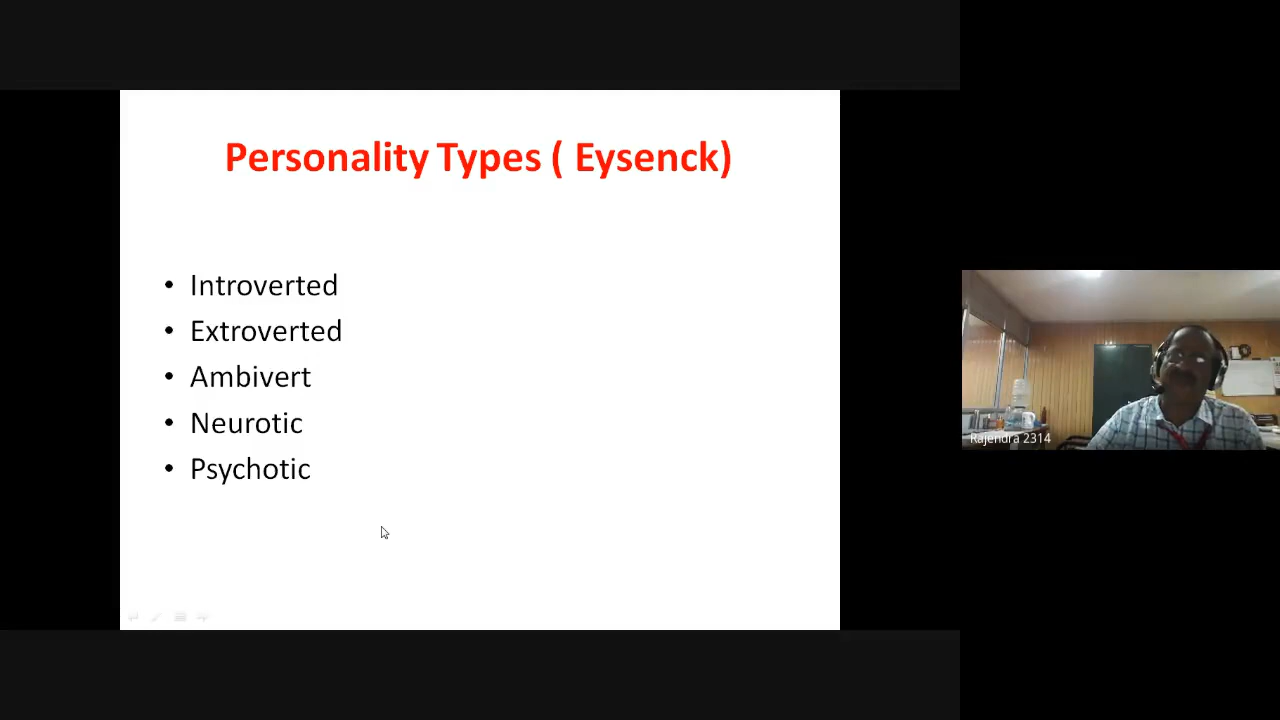 Personality Types ( Eysenck)
• Introverted
• Extroverted
• Ambivert
• Neurotic
• Psychotic
Rajendra 2314